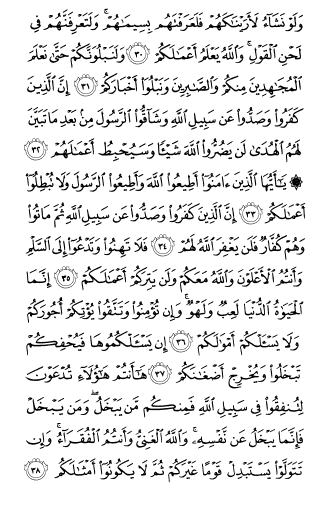 وَلَوْ نَشَآءُ لَأَرَيْنَٰكَهُمْ فَلَعَرَفْتَهُم بِسِيمَٰهُمْ ۚ وَلَتَعْرِفَنَّهُمْ فِى
لَحْنِ ٱلْقَوْلِ ۚ وَٱللَّهُ يَعْلَمُ أَعْمَٰلَكُمْ ٣٠ وَلَنَبْلُوَنَّكُمْ حَتَّىٰ نَعْلَمَ
ٱلْمُجَٰهِدِينَ مِنكُمْ وَٱلصَّٰبِرِينَ وَنَبْلُوَا۟ أَخْبَارَكُمْ ٣١ إِنَّ ٱلَّذِينَ
كَفَرُوا۟ وَصَدُّوا۟ عَن سَبِيلِ ٱللَّهِ وَشَآقُّوا۟ ٱلرَّسُولَ مِنۢ بَعْدِ مَا تَبَيَّنَ
لَهُمُ ٱلْهُدَىٰ لَن يَضُرُّوا۟ ٱللَّهَ شَيْـًٔا وَسَيُحْبِطُ أَعْمَٰلَهُمْ ٣٢
۞ يَٰٓأَيُّهَا ٱلَّذِينَ ءَامَنُوٓا۟ أَطِيعُوا۟ ٱللَّهَ وَأَطِيعُوا۟ ٱلرَّسُولَ وَلَا تُبْطِلُوٓا۟
أَعْمَٰلَكُمْ ٣٣ إِنَّ ٱلَّذِينَ كَفَرُوا۟ وَصَدُّوا۟ عَن سَبِيلِ ٱللَّهِ ثُمَّ مَاتُوا۟
وَهُمْ كُفَّارٌ فَلَن يَغْفِرَ ٱللَّهُ لَهُمْ ٣٤ فَلَا تَهِنُوا۟ وَتَدْعُوٓا۟ إِلَى ٱلسَّلْمِ
وَأَنتُمُ ٱلْأَعْلَوْنَ وَٱللَّهُ مَعَكُمْ وَلَن يَتِرَكُمْ أَعْمَٰلَكُمْ ٣٥ إِنَّمَا
ٱلْحَيَوٰةُ ٱلدُّنْيَا لَعِبٌ وَلَهْوٌ ۚ وَإِن تُؤْمِنُوا۟ وَتَتَّقُوا۟ يُؤْتِكُمْ أُجُورَكُمْ
وَلَا يَسْـَٔلْكُمْ أَمْوَٰلَكُمْ ٣٦ إِن يَسْـَٔلْكُمُوهَا فَيُحْفِكُمْ
تَبْخَلُوا۟ وَيُخْرِجْ أَضْغَٰنَكُمْ ٣٧ هَٰٓأَنتُمْ هَٰٓؤُلَآءِ تُدْعَوْنَ
لِتُنفِقُوا۟ فِى سَبِيلِ ٱللَّهِ فَمِنكُم مَّن يَبْخَلُ ۖ وَمَن يَبْخَلْ
فَإِنَّمَا يَبْخَلُ عَن نَّفْسِهِۦ ۚ وَٱللَّهُ ٱلْغَنِىُّ وَأَنتُمُ ٱلْفُقَرَآءُ ۚ وَإِن
تَتَوَلَّوْا۟ يَسْتَبْدِلْ قَوْمًا غَيْرَكُمْ ثُمَّ لَا يَكُونُوٓا۟ أَمْثَٰلَكُم ٣٨